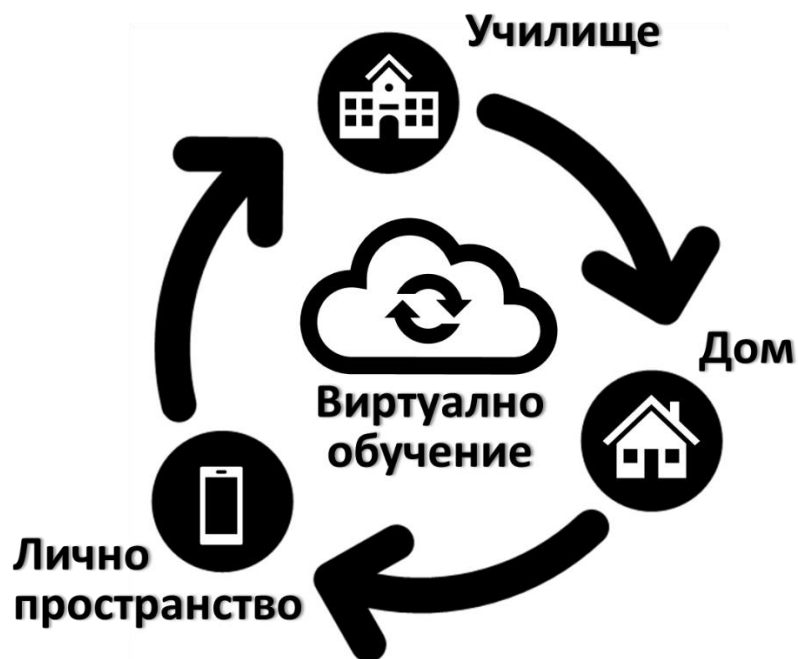 Училище
Дом
Виртуално
обучение
Лично
пространство